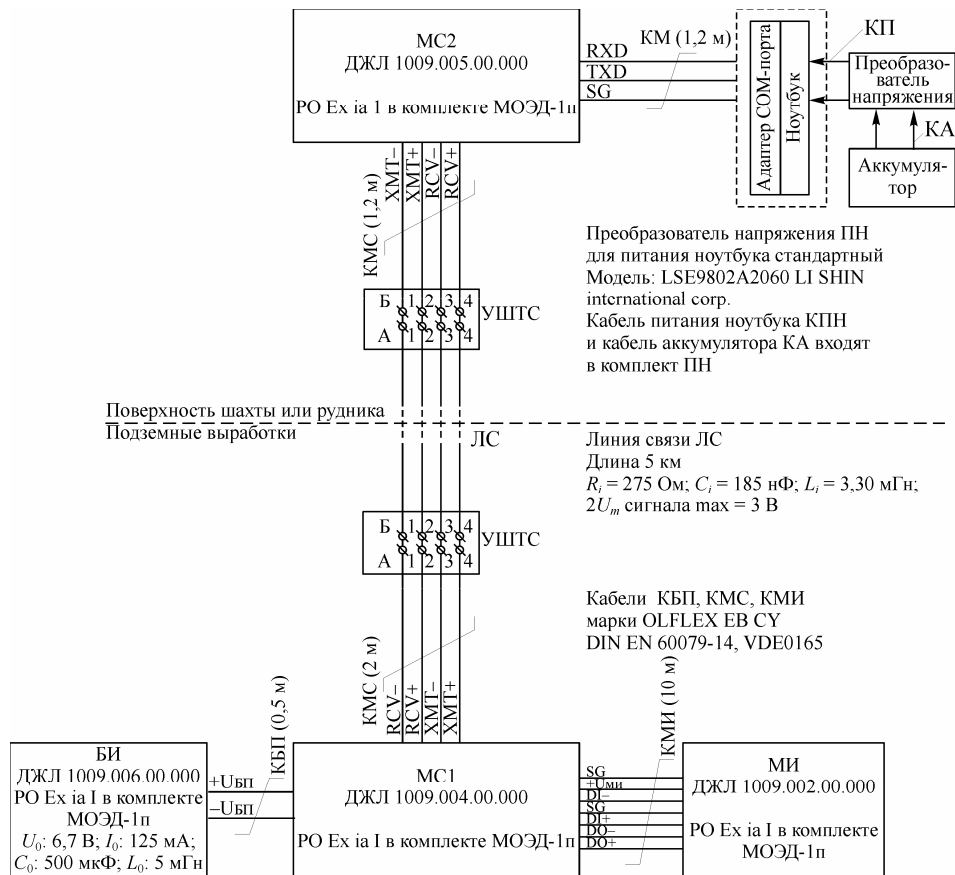 МС2
ДЖЛ 1009.005.00.000
РО Ex ia 1 в комплекте МОЭД-1п
RXD
TXD
SG
КМ (1,2 м)
Адаптер COM-порта
Ноутбук
КП
Преобразо-
ватель
напряжения
КА
Аккумуля-
тор
XMT–
XMT+
RCV–
RCV+
КМС (1,2 м)
Преобразователь напряжения ПН
для питания ноутбука стандартный
Модель: LSE9802A2060 LI SHIN
international corp.
Кабель питания ноутбука КПН
и кабель аккумулятора КА входят
в комплект ПН
Б 1 2 3 4
А 1 2 3 4
УШТС
Поверхность шахты или рудника
Подземные выработки
ЛС
Линия связи ЛС
Длина 5 км
Ri = 275 Ом; Ci = 185 нФ; Li = 3,30 мГн;
2Um сигнала max = 3 В
Б 1 2 3 4
А 1 2 3 4
УШТС
Кабели КБП, КМС, КМИ
марки OLFLEX EB CY
DIN EN 60079-14, VDE0165
КМС (2 м)
RCV–
RCV+
XMT–
XMT+
КБП (0,5 м)
КМИ (10 м)
БИ
ДЖЛ 1009.006.00.000
РО Ex ia I в комплекте
МОЭД-1п
U0: 6,7 В; I0: 125 мА;
C0: 500 мкФ; L0: 5 мГн
+UБП
–UБП
МС1
ДЖЛ 1009.004.00.000
РО Ex ia I в комплекте МОЭД-1п
SG
+Uми
DI–
SG
DI+
DO–
DO+
МИ
ДЖЛ 1009.002.00.000
РО Ex ia I в комплекте
МОЭД-1п